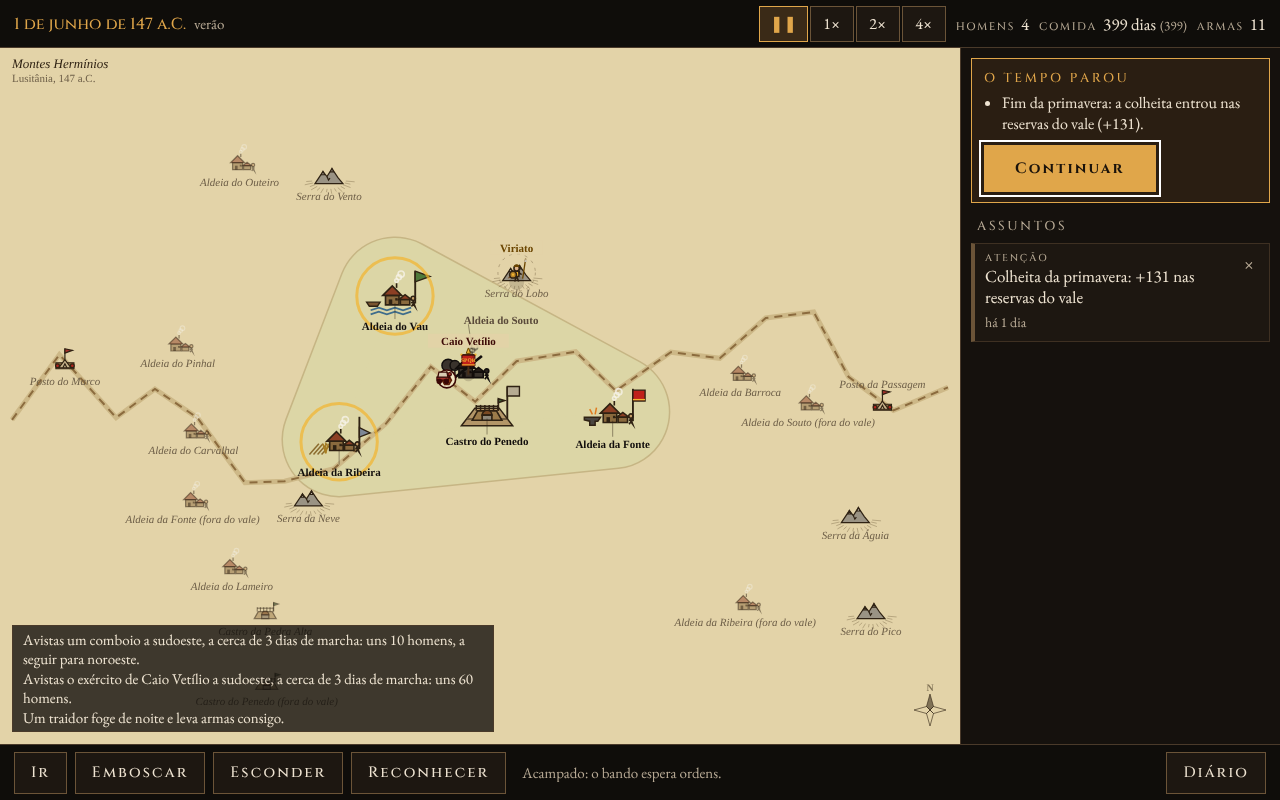 1 DE JUNHO DE 147 A.C. verão
❚❚ 1× 2× 4× HOMENS 4 COMIDA 399 dias (399) ARMAS 11
Montes Hermínios
Lusitânia, 147 a.C.
Aldeia do Outeiro
Serra do Vento
Viriato
Serra do Lobo
Aldeia do Vau
Aldeia do Souto
Caio Vetílio
Aldeia do Pinhal
Posto do Marco
Aldeia da Barroca
Posto da Passagem
Aldeia do Souto (fora do vale)
Castro do Penedo
Aldeia da Fonte
Aldeia do Carvalhal
Aldeia da Ribeira
Aldeia da Fonte (fora do vale)
Serra da Neve
Serra da Águia
Aldeia do Lameiro
Aldeia da Ribeira (fora do vale)
Serra do Pico
Castro do Penedo (fora do vale)
N
Avistas um comboio a sudoeste, a cerca de 3 dias de marcha: uns 10 homens, a
seguir para noroeste.
Avistas o exército de Caio Vetílio a sudoeste, a cerca de 3 dias de marcha: uns 60
homens.
Um traidor foge de noite e leva armas consigo.
O TEMPO PAROU
• Fim da primavera: a colheita entrou nas
reservas do vale (+131).
CONTINUAR
ASSUNTOS
ATENÇÃO
×
Colheita da primavera: +131 nas
reservas do vale
há 1 dia
IR EMBOSCAR ESCONDER RECONHECER Acampado: o bando espera ordens. DIÁRIO